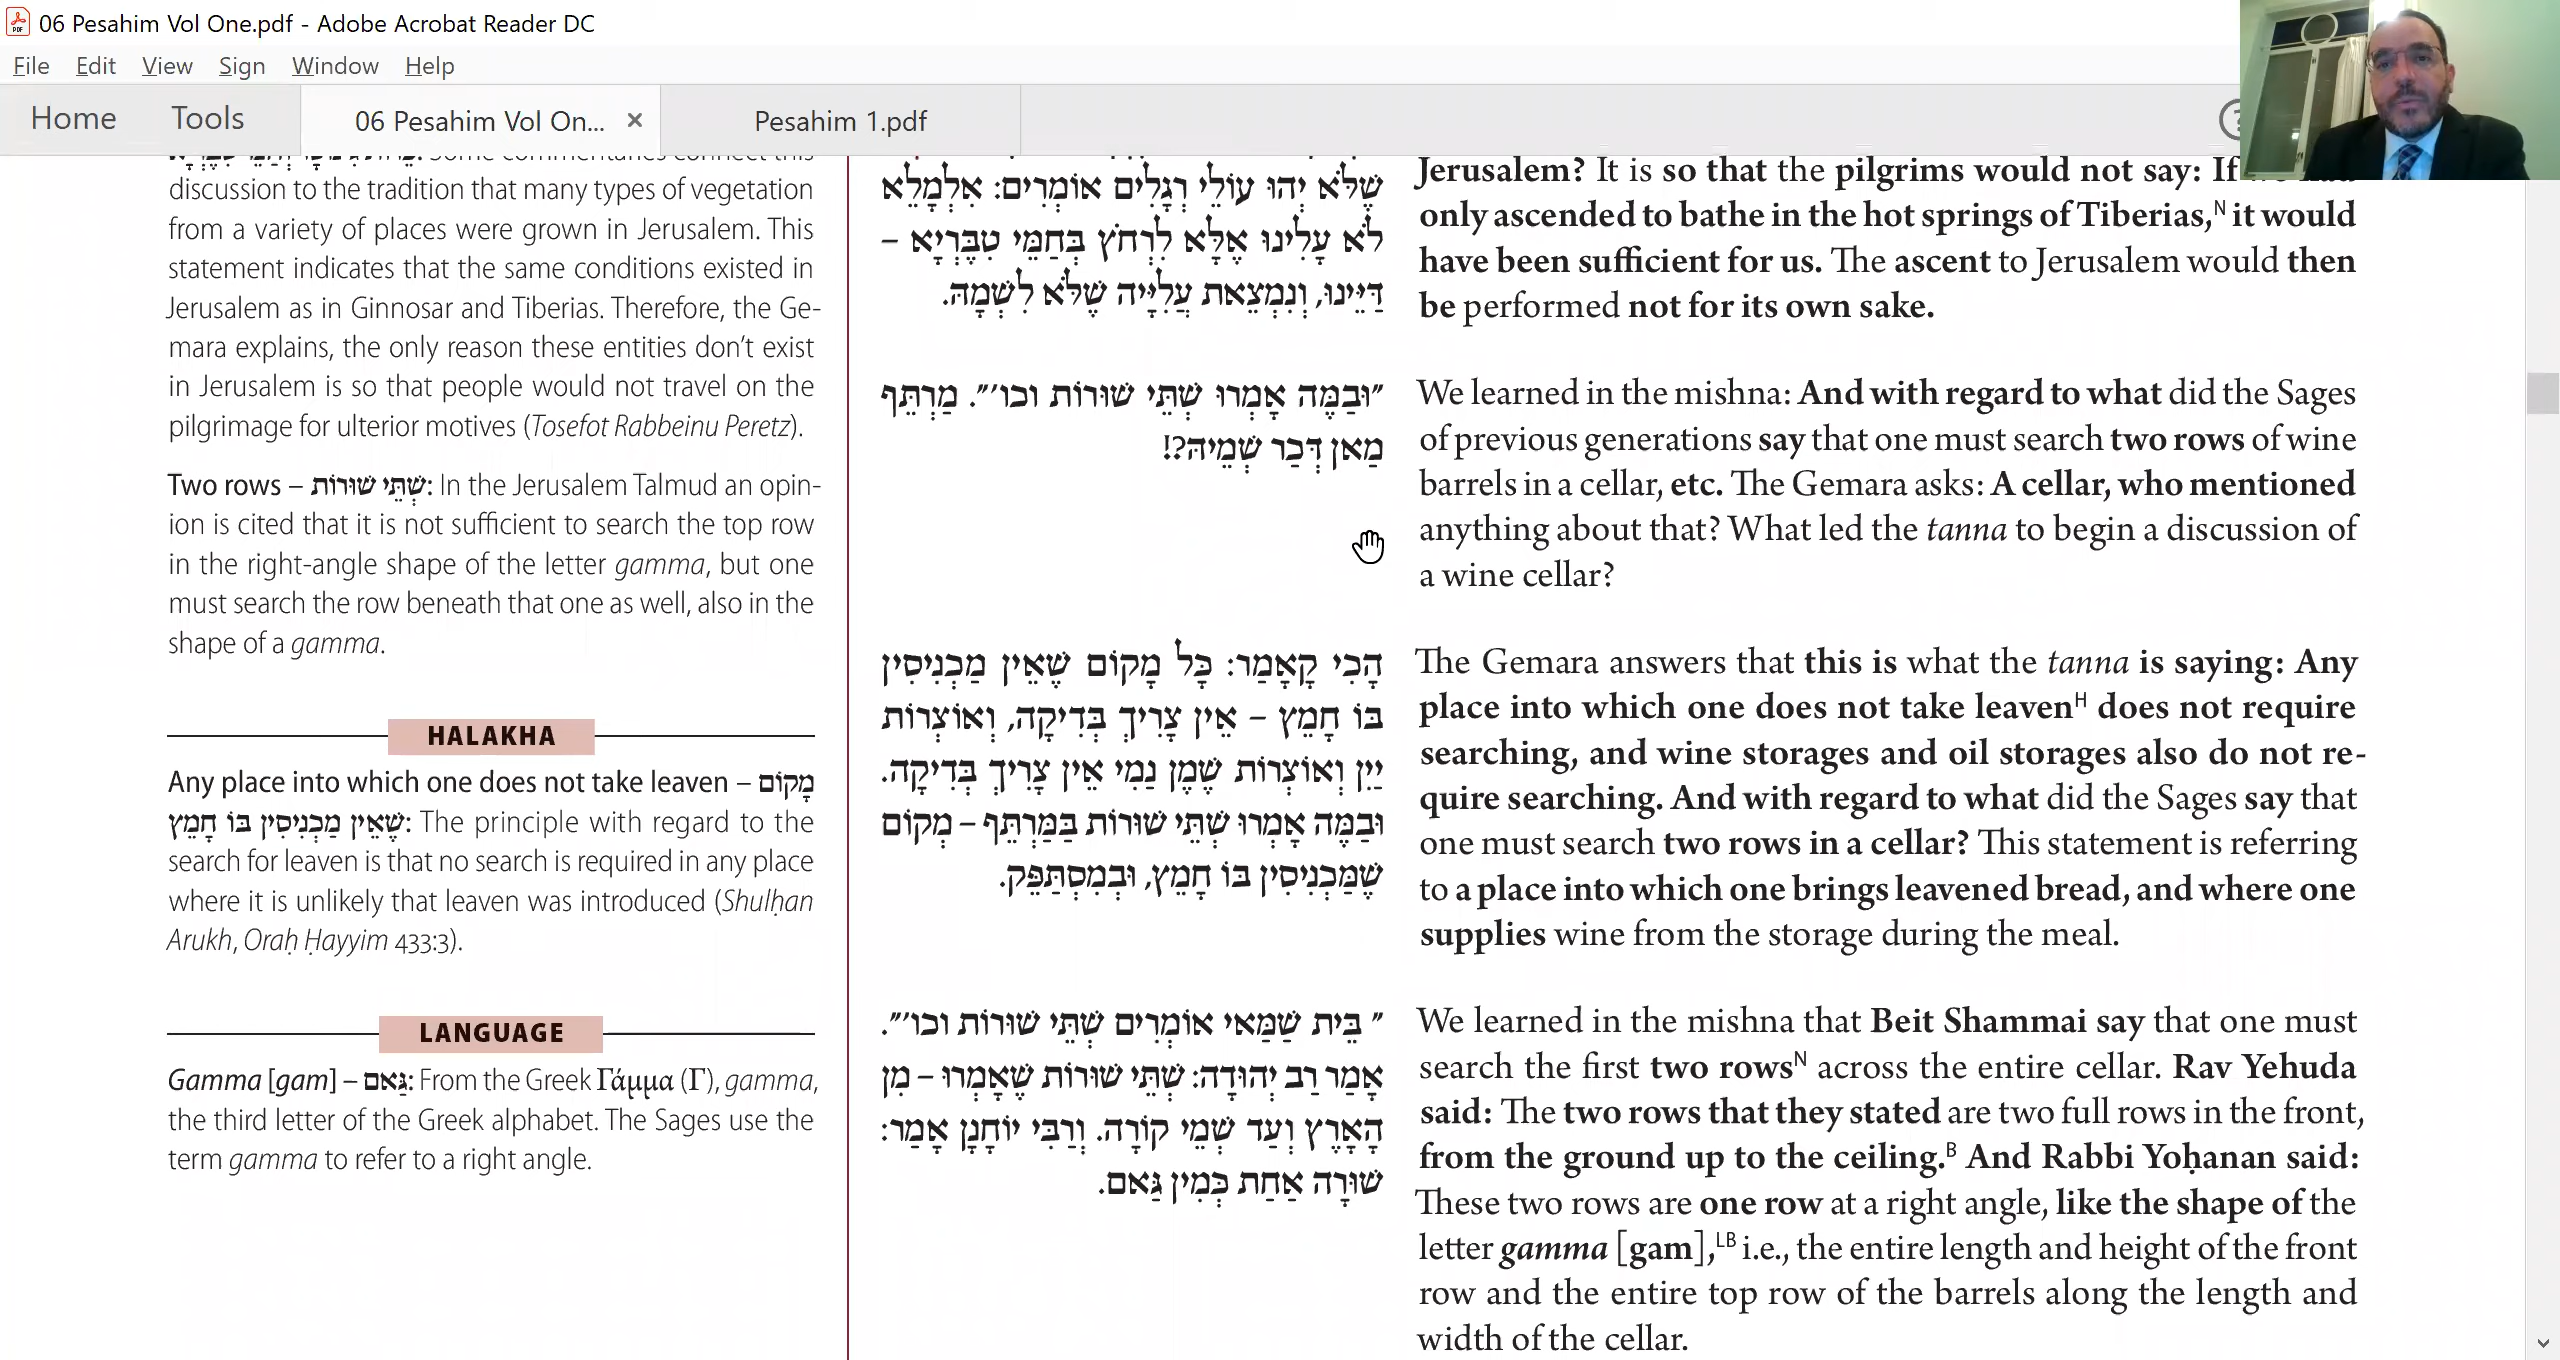 06 Pesahim Vol One.pdf - Adobe Acrobat Reader DC
File Edit View Sign Window Help
Home Tools 06 Pesahim Vol On... × Pesahim 1.pdf
discussion to the tradition that many types of vegetation
from a variety of places were grown in Jerusalem. This
statement indicates that the same conditions existed in
Jerusalem as in Ginnosar and Tiberias. Therefore, the Ge-
mara explains, the only reason these entities don't exist
in Jerusalem is so that people would not travel on the
pilgrimage for ulterior motives (Tosefot Rabbeinu Peretz).
Two rows – שְׁתֵּי שׁוּרוֹת: In the Jerusalem Talmud an opin-
ion is cited that it is not sufficient to search the top row
in the right-angle shape of the letter gamma, but one
must search the row beneath that one as well, also in the
shape of a gamma.
HALAKHA
Any place into which one does not take leaven – מָקוֹם
שֶׁאֵין מַכְנִיסִין בּוֹ חָמֵץ: The principle with regard to the
search for leaven is that no search is required in any place
where it is unlikely that leaven was introduced (Shulḥan
Arukh, Oraḥ Ḥayyim 433:3).
LANGUAGE
Gamma [gam] – גַּאם: From the Greek Γάμμα (Γ), gamma,
the third letter of the Greek alphabet. The Sages use the
term gamma to refer to a right angle.
שֶׁלֹּא יְהוּ עוֹלֵי רְגָלִים אוֹמְרִים: אִלְמָלֵא
לֹא עָלִינוּ אֶלָּא לִרְחֹץ בְּחַמֵּי טְבֶרְיָא –
דַּיֵּינוּ, וְנִמְצֵאת עֲלִיָּיה שֶׁלֹּא לִשְׁמָהּ.
״וּבַמֶּה אָמְרוּ שְׁתֵּי שׁוּרוֹת וכו׳״. מַרְתֵּף
מַאן דְּכַר שְׁמֵיהּ?!
הָכִי קָאָמַר: כׇּל מָקוֹם שֶׁאֵין מַכְנִיסִין
בּוֹ חָמֵץ – אֵין צָרִיךְ בְּדִיקָה, וְאוֹצְרוֹת
יַיִן וְאוֹצְרוֹת שֶׁמֶן נַמִי אֵין צָרִיךְ בְּדִיקָה.
וּבַמֶּה אָמְרוּ שְׁתֵּי שׁוּרוֹת בַּמַּרְתֵּף – מְקוֹם
שֶׁמַּכְנִיסִין בּוֹ חָמֵץ, וּבְמִסְתַּפֵּק.
״ בֵּית שַׁמַּאי אוֹמְרִים שְׁתֵּי שׁוּרוֹת וכו׳״.
אָמַר רַב יְהוּדָה: שְׁתֵּי שׁוּרוֹת שֶׁאָמְרוּ – מִן
הָאָרֶץ וְעַד שְׁמֵי קוֹרָה. וְרַבִּי יוֹחָנָן אָמַר:
שׁוּרָה אַחַת כְּמִין גַּאם.
Jerusalem? It is so that the pilgrims would not say: If
only ascended to bathe in the hot springs of Tiberias,ᴺ it would
have been sufficient for us. The ascent to Jerusalem would then
be performed not for its own sake.
We learned in the mishna: And with regard to what did the Sages
of previous generations say that one must search two rows of wine
barrels in a cellar, etc. The Gemara asks: A cellar, who mentioned
anything about that? What led the tanna to begin a discussion of
a wine cellar?
The Gemara answers that this is what the tanna is saying: Any
place into which one does not take leavenᴴ does not require
searching, and wine storages and oil storages also do not re-
quire searching. And with regard to what did the Sages say that
one must search two rows in a cellar? This statement is referring
to a place into which one brings leavened bread, and where one
supplies wine from the storage during the meal.
We learned in the mishna that Beit Shammai say that one must
search the first two rowsᴺ across the entire cellar. Rav Yehuda
said: The two rows that they stated are two full rows in the front,
from the ground up to the ceiling.ᴮ And Rabbi Yoḥanan said:
These two rows are one row at a right angle, like the shape of the
letter gamma [gam],ᴸᴮ i.e., the entire length and height of the front
row and the entire top row of the barrels along the length and
width of the cellar.